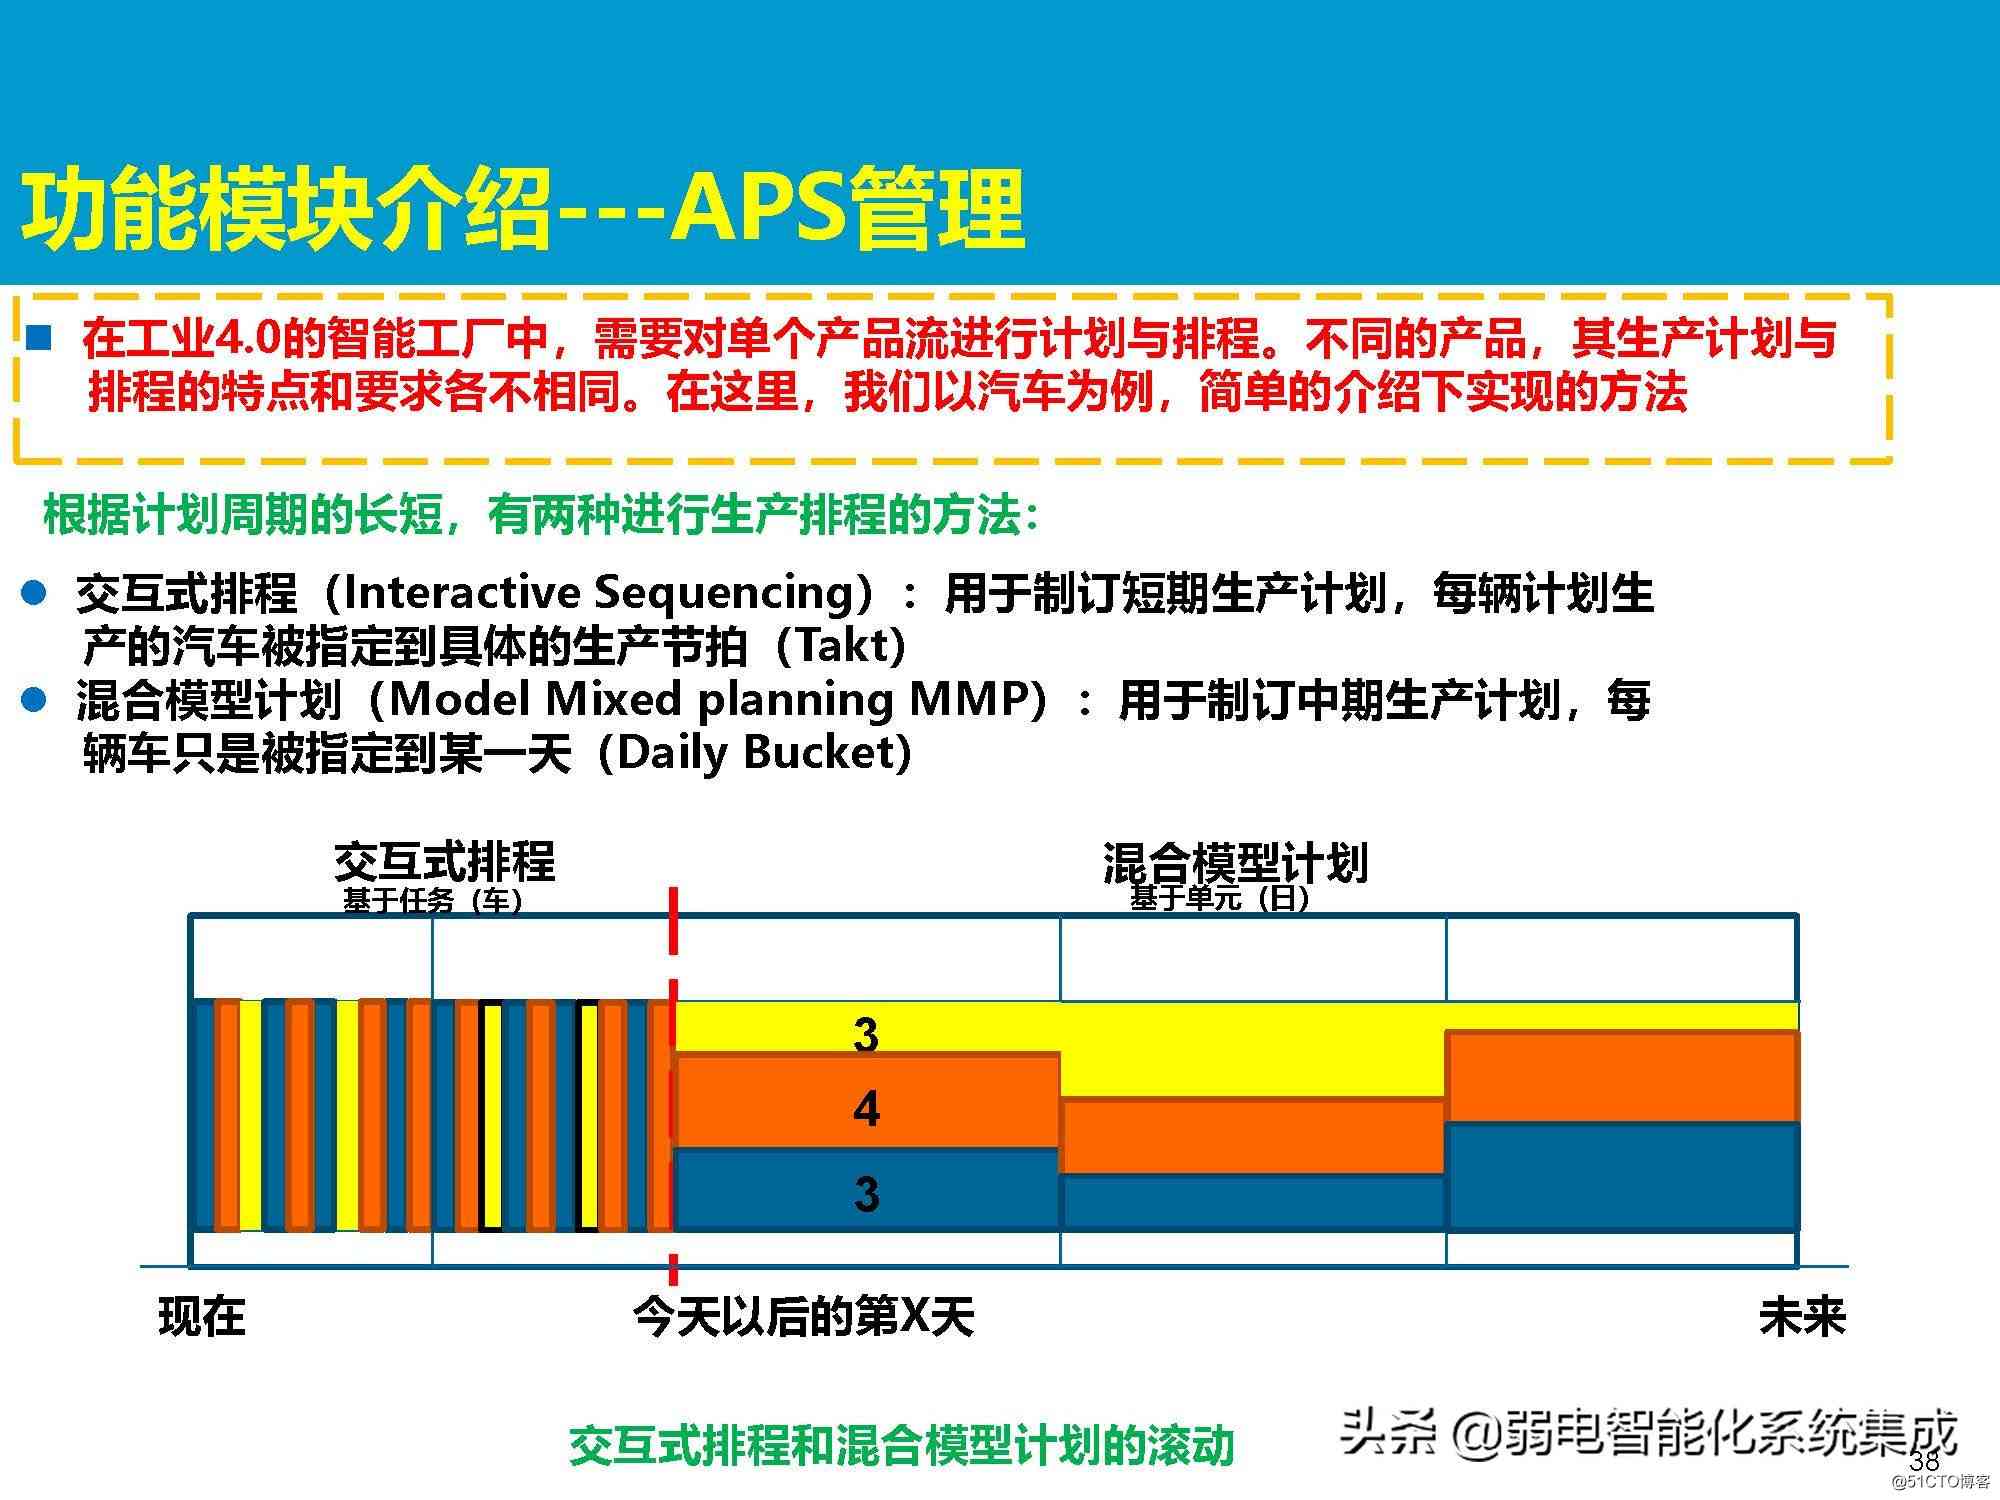 功能模块介绍---APS管理
在工业4.0的智能工厂中，需要对单个产品流进行计划与排程。不同的产品，其生产计划与
排程的特点和要求各不相同。在这里，我们以汽车为例，简单的介绍下实现的方法
根据计划周期的长短，有两种进行生产排程的方法：
交互式排程（Interactive Sequencing）：用于制订短期生产计划，每辆计划生
产的汽车被指定到具体的生产节拍（Takt）
混合模型计划（Model Mixed planning MMP）：用于制订中期生产计划，每
辆车只是被指定到某一天（Daily Bucket）
交互式排程
基于任务（车）
混合模型计划
基于单元（日）
3
4
3
现在
今天以后的第X天
未来
交互式排程和混合模型计划的滚动
头条 @弱电智能化系统集成
38
@51CTO博客